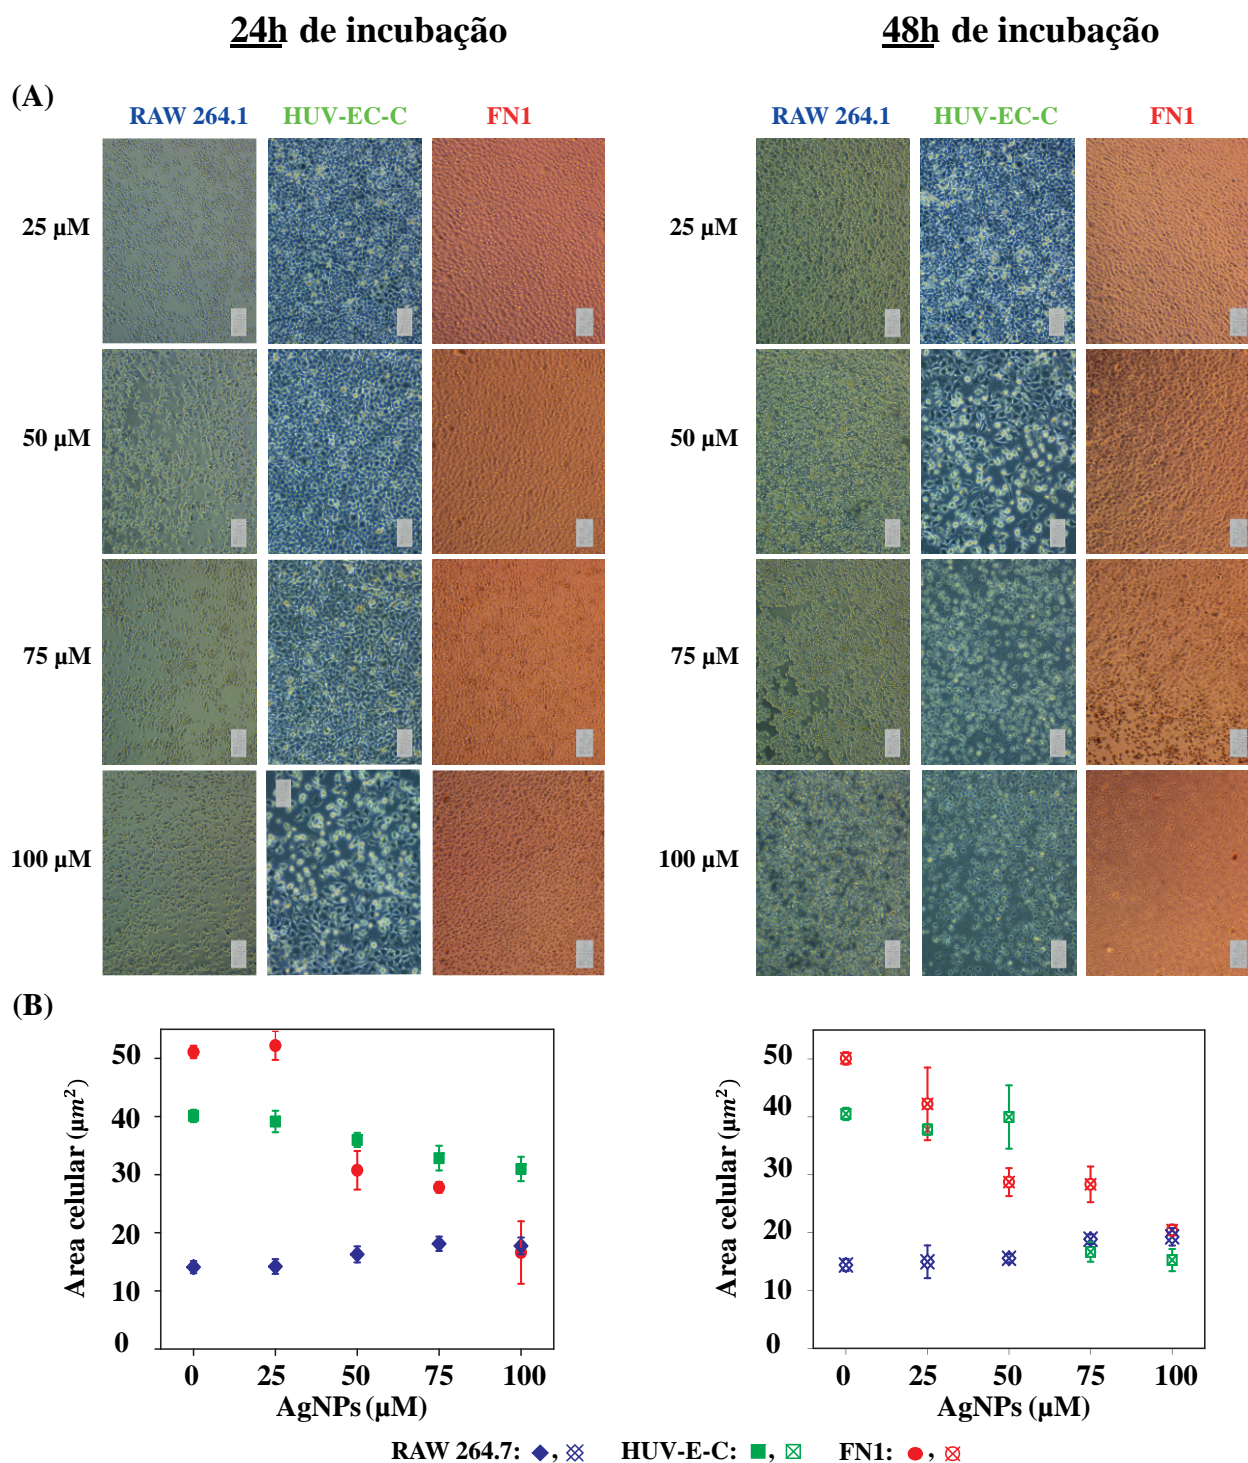 24h de incubação 48h de incubação
(A)
RAW 264.1 HUV-EC-C FN1 RAW 264.1 HUV-EC-C FN1
25 μM 25 μM
50 μM 50 μM
75 μM 75 μM
100 μM 100 μM
(B)
Area celular (μm²)
50
40
30
20
10
0
0 25 50 75 100
AgNPs (μM)
Area celular (μm²)
50
40
30
20
10
0
0 25 50 75 100
AgNPs (μM)
RAW 264.7: , HUV-E-C: , FN1: ,